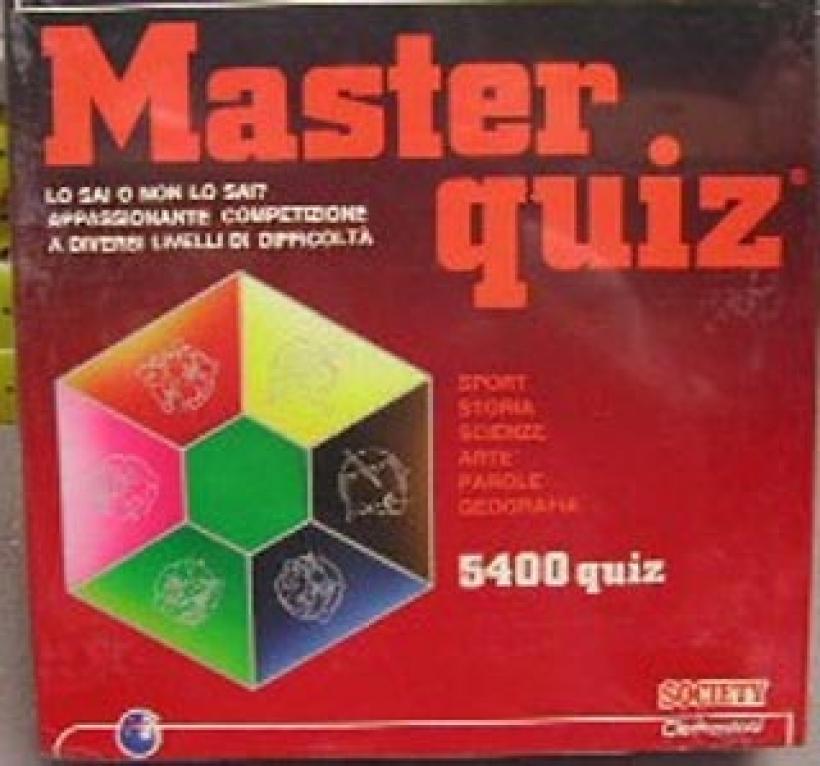 Master
quiz®
LO SAI O NON LO SAI?
APPASSIONANTE COMPETIZIONE
A DIVERSI LIVELLI DI DIFFICOLTÀ
SPORT
STORIA
SCIENZE
ARTE
PAROLE
GEOGRAFIA
5400 quiz
SOCIETY
Clementoni